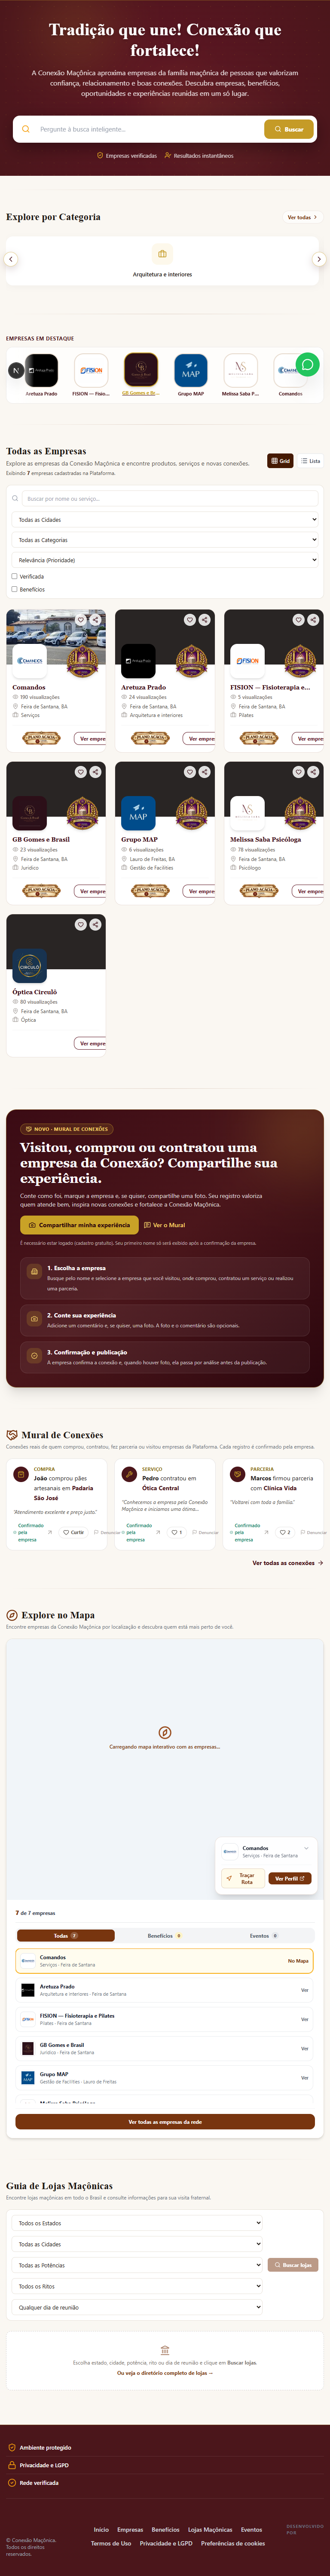 Tradição que une! Conexão que
fortalece!
A Conexão Maçônica aproxima empresas da família maçônica de pessoas que valorizam
confiança, relacionamento e boas conexões. Descubra empresas, benefícios,
oportunidades e experiências reunidas em um só lugar.
Pergunte à busca inteligente...
Buscar
Empresas verificadas
Resultados instantâneos
Explore por Categoria
Ver todas
Arquitetura e interiores
EMPRESAS EM DESTAQUE
Aretuza Prado
FISION — Fisio...
GB Gomes e Br...
Grupo MAP
Melissa Saba P...
Comandos
Todas as Empresas
Explore as empresas da Conexão Maçônica e encontre produtos, serviços e novas conexões.
Exibindo 7 empresas cadastradas na Plataforma.
Grid
Lista
Buscar por nome ou serviço...
Todas as Cidades
Todas as Categorias
Relevância (Prioridade)
Verificada
Benefícios
Comandos
190 visualizações
Feira de Santana, BA
Serviços
PLANO ACÁCIA
Ver empre
Aretuza Prado
24 visualizações
Feira de Santana, BA
Arquitetura e interiores
PLANO ACÁCIA
Ver empre
FISION — Fisioterapia e...
5 visualizações
Feira de Santana, BA
Pilates
PLANO ACÁCIA
Ver empre
GB Gomes e Brasil
23 visualizações
Feira de Santana, BA
Jurídico
PLANO ACÁCIA
Ver empre
Grupo MAP
6 visualizações
Lauro de Freitas, BA
Gestão de Facilities
PLANO ACÁCIA
Ver empre
Melissa Saba Psicóloga
78 visualizações
Feira de Santana, BA
Psicólogo
PLANO ACÁCIA
Ver empre
Óptica Círculô
80 visualizações
Feira de Santana, BA
Óptica
Ver empre
NOVO · MURAL DE CONEXÕES
Visitou, comprou ou contratou uma
empresa da Conexão? Compartilhe sua
experiência.
Conte como foi, marque a empresa e, se quiser, compartilhe uma foto. Seu registro valoriza
quem atende bem, inspira novas conexões e fortalece a Conexão Maçônica.
Compartilhar minha experiência
Ver o Mural
É necessário estar logado (cadastro gratuito). Seu primeiro nome só será exibido após a confirmação da empresa.
1. Escolha a empresa
Busque pelo nome e selecione a empresa que você visitou, onde comprou, contratou um serviço ou realizou
uma parceria.
2. Conte sua experiência
Adicione um comentário e, se quiser, uma foto. A foto e o comentário são opcionais.
3. Confirmação e publicação
A empresa confirma a conexão e, quando houver foto, ela passa por análise antes da publicação.
Mural de Conexões
Conexões reais de quem comprou, contratou, fez parceria ou visitou empresas da Plataforma. Cada registro é confirmado pela empresa.
COMPRA
João comprou pães
artesanais em Padaria
São José
"Atendimento excelente e preço justo."
Confirmado
pela
empresa
Curtir
Denunciar
SERVIÇO
Pedro contratou em
Ótica Central
"Conheremos a empresa pela Conexão
Maçônica e iniciamos uma ótima...
Confirmado
pela
empresa
1
Denunciar
PARCERIA
Marcos firmou parceria
com Clínica Vida
"Voltarei com toda a família."
Confirmado
pela
empresa
2
Denunciar
Ver todas as conexões
Explore no Mapa
Encontre empresas da Conexão Maçônica por localização e descubra quem está mais perto de você.
Carregando mapa interativo com as empresas...
Comandos
Serviços · Feira de Santana
Traçar
Rota
Ver Perfil
7 de 7 empresas
Todas 7
Benefícios
Eventos
Comandos
Serviços · Feira de Santana
No Mapa
Aretuza Prado
Arquitetura e interiores · Feira de Santana
Ver
FISION — Fisioterapia e Pilates
Pilates · Feira de Santana
Ver
GB Gomes e Brasil
Jurídico · Feira de Santana
Ver
Grupo MAP
Gestão de Facilities · Lauro de Freitas
Ver
Ver todas as empresas da rede
Guia de Lojas Maçônicas
Encontre lojas maçônicas em todo o Brasil e consulte informações para sua visita fraternal.
Todos os Estados
Todas as Cidades
Todas as Potências
Todos os Ritos
Qualquer dia de reunião
Buscar lojas
Escolha estado, cidade, potência, rito ou dia de reunião e clique em Buscar lojas.
Ou veja o diretório completo de lojas →
Ambiente protegido
Privacidade e LGPD
Rede verificada
© Conexão Maçônica.
Todos os direitos
reservados.
Início
Empresas
Benefícios
Lojas Maçônicas
Eventos
Termos de Uso
Privacidade e LGPD
Preferências de cookies
DESENVOLVIDO
POR